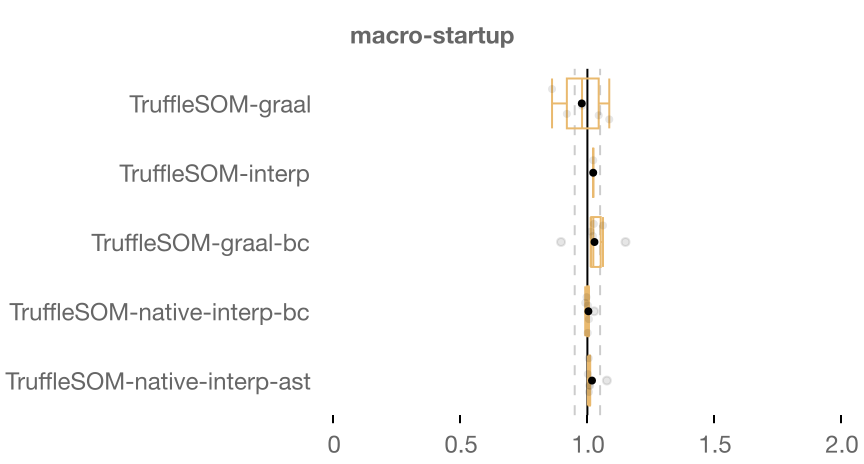 macro-startup
TruffleSOM-graal
TruffleSOM-interp
TruffleSOM-graal-bc
TruffleSOM-native-interp-bc
TruffleSOM-native-interp-ast
0 0.5 1.0 1.5 2.0